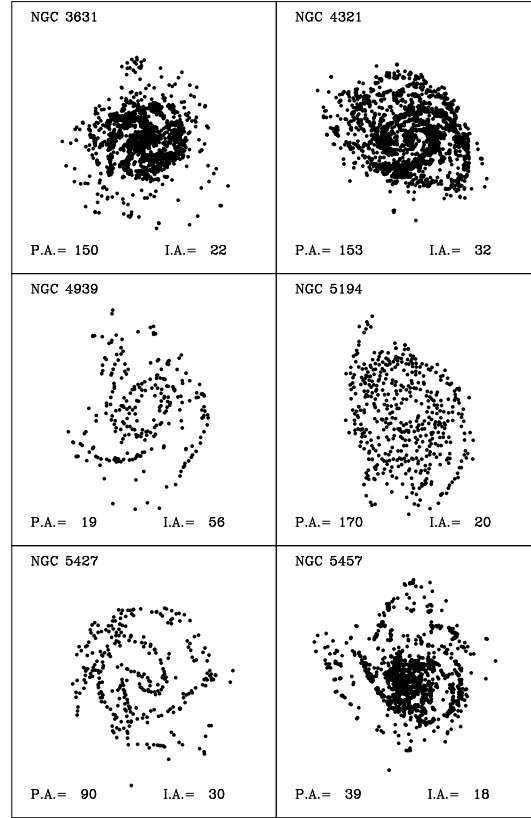 NGC 3631
NGC 4321
P.A.= 150 I.A.= 22
P.A.= 153 I.A.= 32
NGC 4939
NGC 5194
P.A.= 19 I.A.= 56
P.A.= 170 I.A.= 20
NGC 5427
NGC 5457
P.A.= 90 I.A.= 30
P.A.= 39 I.A.= 18